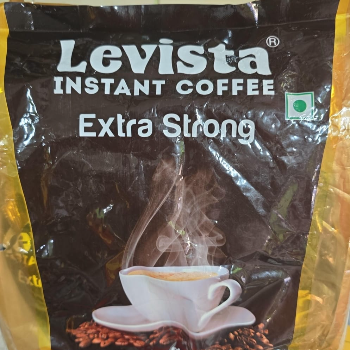 Levista®
INSTANT COFFEE
Extra Strong